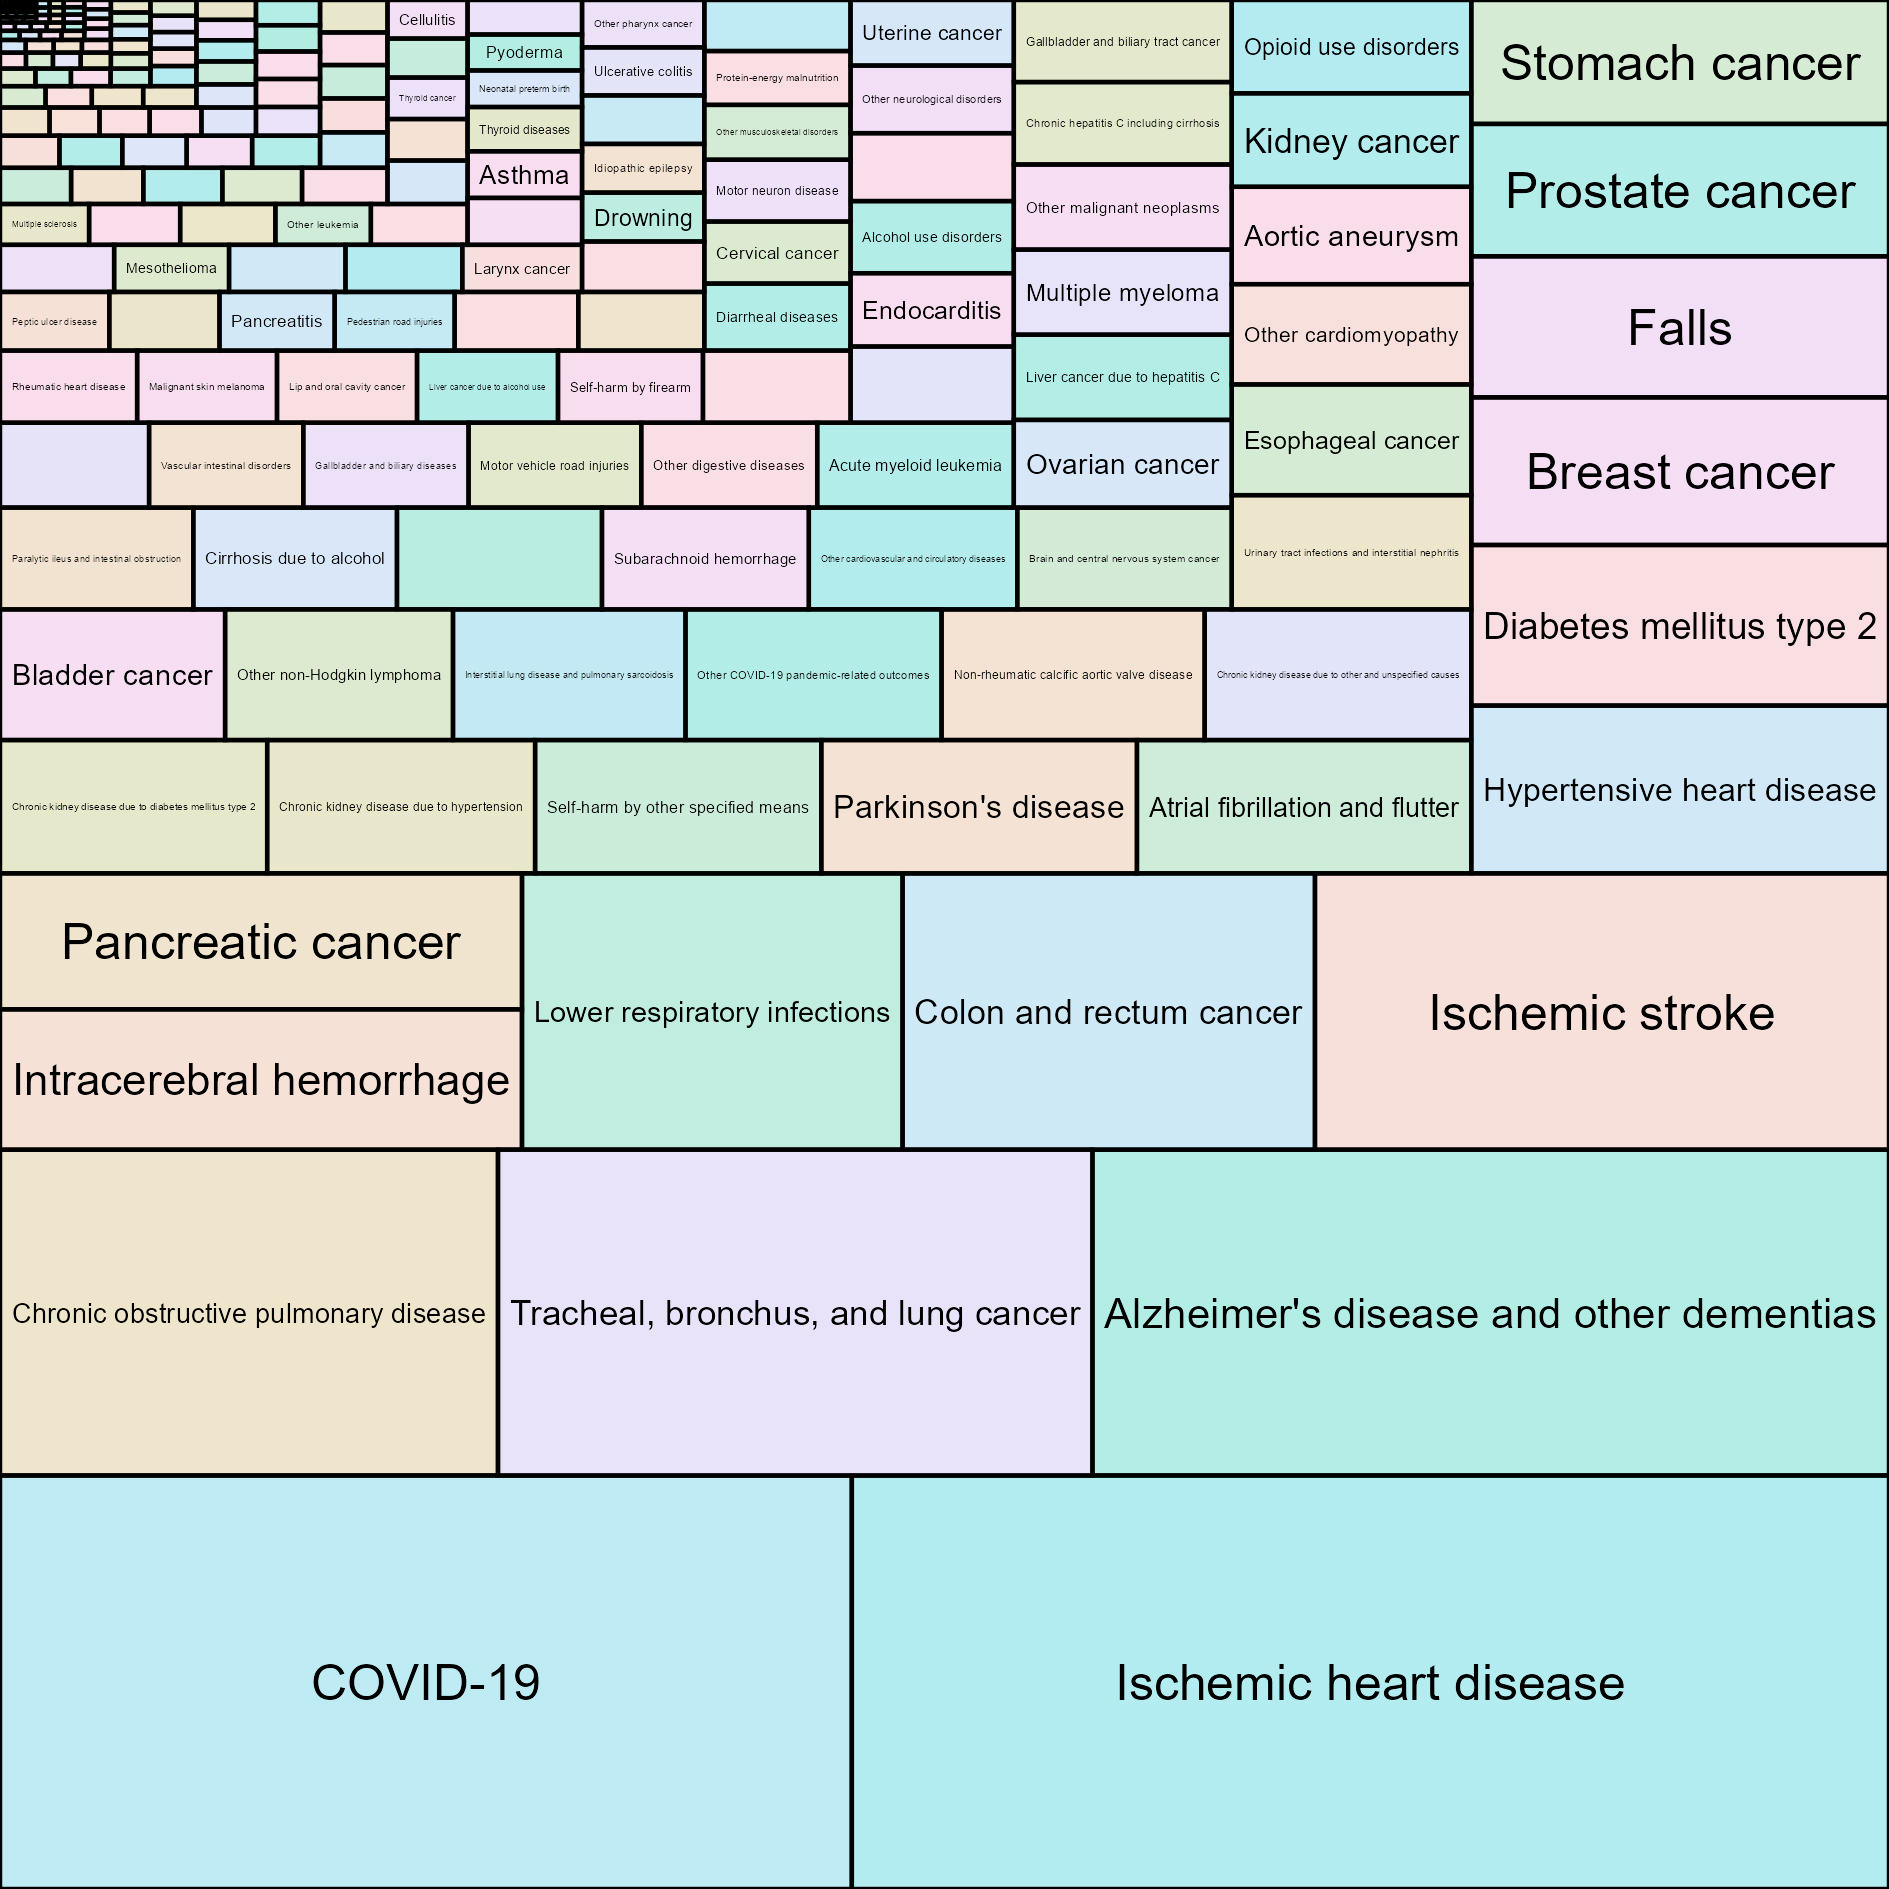 Cellulitis
Other pharynx cancer
Uterine cancer
Gallbladder and biliary tract cancer
Opioid use disorders
Stomach cancer
Pyoderma
Ulcerative colitis
Protein-energy malnutrition
Neonatal preterm birth
Thyroid cancer
Other neurological disorders
Chronic hepatitis C including cirrhosis
Kidney cancer
Prostate cancer
Thyroid diseases
Other musculoskeletal disorders
Asthma
Idiopathic epilepsy
Motor neuron disease
Other malignant neoplasms
Aortic aneurysm
Multiple sclerosis
Other leukemia
Drowning
Alcohol use disorders
Mesothelioma
Larynx cancer
Cervical cancer
Multiple myeloma
Falls
Peptic ulcer disease
Pancreatitis
Pedestrian road injuries
Diarrheal diseases
Endocarditis
Other cardiomyopathy
Rheumatic heart disease
Malignant skin melanoma
Lip and oral cavity cancer
Liver cancer due to alcohol use
Self-harm by firearm
Liver cancer due to hepatitis C
Esophageal cancer
Breast cancer
Vascular intestinal disorders
Gallbladder and biliary diseases
Motor vehicle road injuries
Other digestive diseases
Acute myeloid leukemia
Ovarian cancer
Paralytic ileus and intestinal obstruction
Cirrhosis due to alcohol
Subarachnoid hemorrhage
Other cardiovascular and circulatory diseases
Brain and central nervous system cancer
Urinary tract infections and interstitial nephritis
Diabetes mellitus type 2
Bladder cancer
Other non-Hodgkin lymphoma
Interstitial lung disease and pulmonary sarcoidosis
Other COVID-19 pandemic-related outcomes
Non-rheumatic calcific aortic valve disease
Chronic kidney disease due to other and unspecified causes
Hypertensive heart disease
Chronic kidney disease due to diabetes mellitus type 2
Chronic kidney disease due to hypertension
Self-harm by other specified means
Parkinson's disease
Atrial fibrillation and flutter
Pancreatic cancer
Lower respiratory infections
Colon and rectum cancer
Ischemic stroke
Intracerebral hemorrhage
Chronic obstructive pulmonary disease
Tracheal, bronchus, and lung cancer
Alzheimer's disease and other dementias
COVID-19
Ischemic heart disease